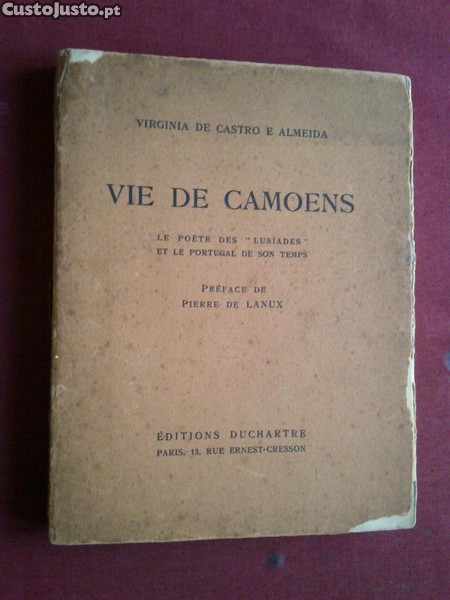 CustoJusto.pt
VIRGINIA DE CASTRO E ALMEIDA
VIE DE CAMOENS
LE POÈTE DES "LUSIADES"
ET LE PORTUGAL DE SON TEMPS
PRÉFACE DE
PIERRE DE LANUX
ÉDITIONS DUCHARTRE
PARIS, 13, RUE ERNEST-CRESSON